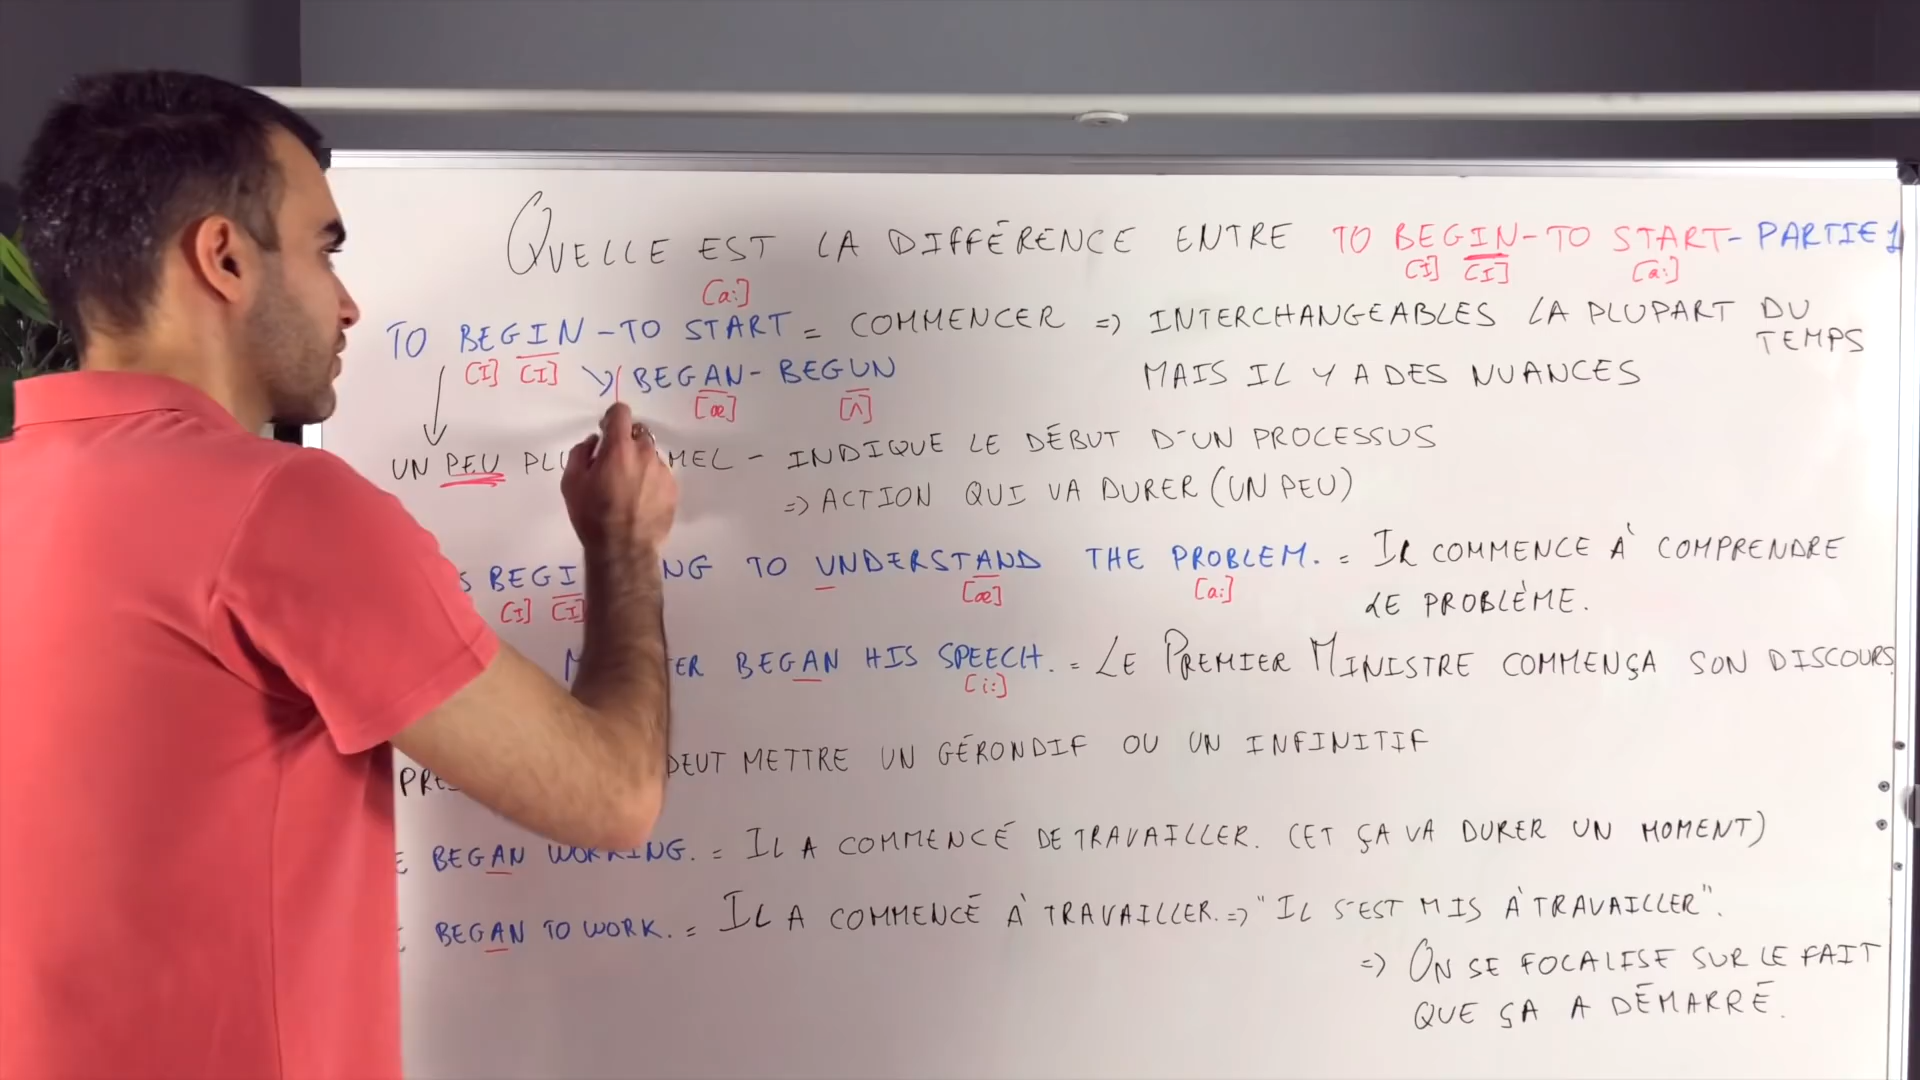 QUELLE EST LA DIFFÉRENCE ENTRE TO BEGIN-TO START-PARTIE 1
[I] [I] [a:]
[a:]
TO BEGIN-TO START = COMMENCER => INTERCHANGEABLES LA PLUPART DU TEMPS
[I] [I] BEGAN-BEGUN MAIS IL Y A DES NUANCES
[æ] [Λ]
UN PEU MEL - INDIQUE LE DÉBUT D'UN PROCESSUS
=> ACTION QUI VA DURER (UN PEU)
S BEGI NG TO UNDERSTAND THE PROBLEM. = IL COMMENCE À COMPRENDRE
[I] [I] [æ] [a:] LE PROBLÈME.
ER BEGAN HIS SPEECH. = LE PREMIER MINISTRE COMMENÇA SON DISCOURS
[i:]
PEUT METTRE UN GÉRONDIF OU UN INFINITIF
BEGAN WORKING. = IL A COMMENCÉ DE TRAVAILLER. (ET ÇA VA DURER UN MOMENT)
BEGAN TO WORK. = IL A COMMENCÉ À TRAVAILLER. => "IL S'EST MIS À TRAVAILLER".
=> ON SE FOCALISE SUR LE FAIT
QUE ÇA A DÉMARRÉ.